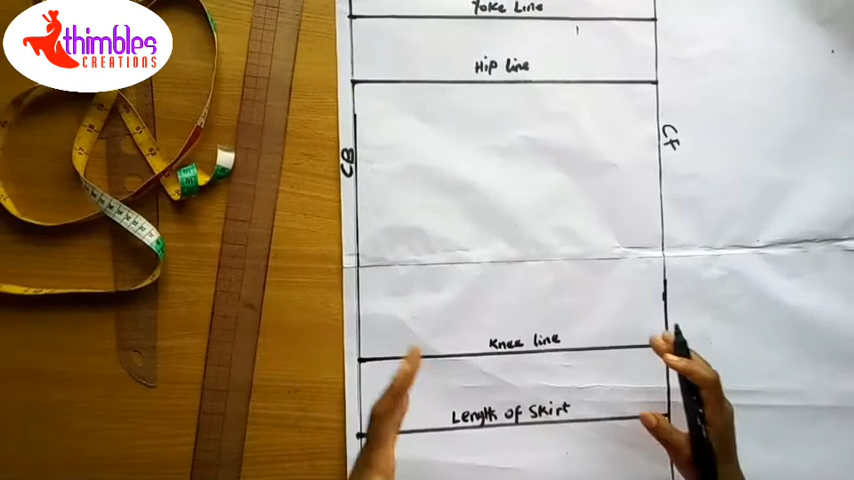 thimbles
CREATIONS
Yoke Line
Hip line
CB
CF
Knee line
Length of Skirt